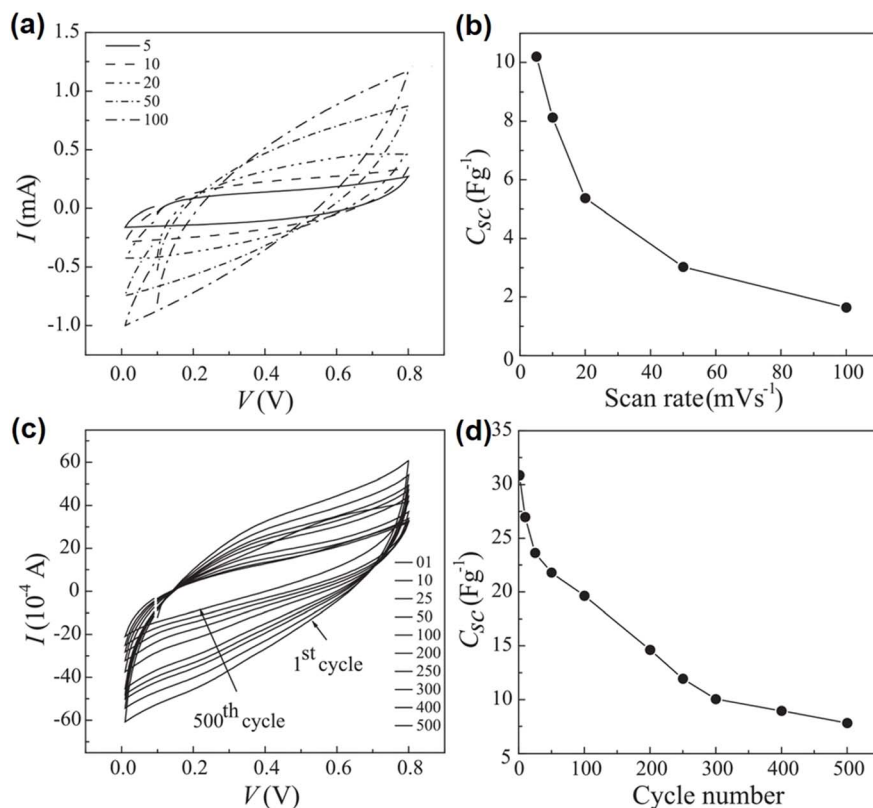 (a)
5
10
20
50
100
1.5
1.0
0.5
0.0
-0.5
-1.0
I (mA)
0.0 0.2 0.4 0.6 0.8
V (V)
(b)
10
8
6
4
2
0
C_SC (Fg⁻¹)
0 20 40 60 80 100
Scan rate(mVs⁻¹)
(c)
60
40
20
0
-20
-40
-60
I (10⁻⁴ A)
01
10
25
50
100
200
250
300
400
500
1st cycle
500th cycle
0.0 0.2 0.4 0.6 0.8
V (V)
(d)
35
30
25
20
15
10
5
C_SC (Fg⁻¹)
0 100 200 300 400 500
Cycle number